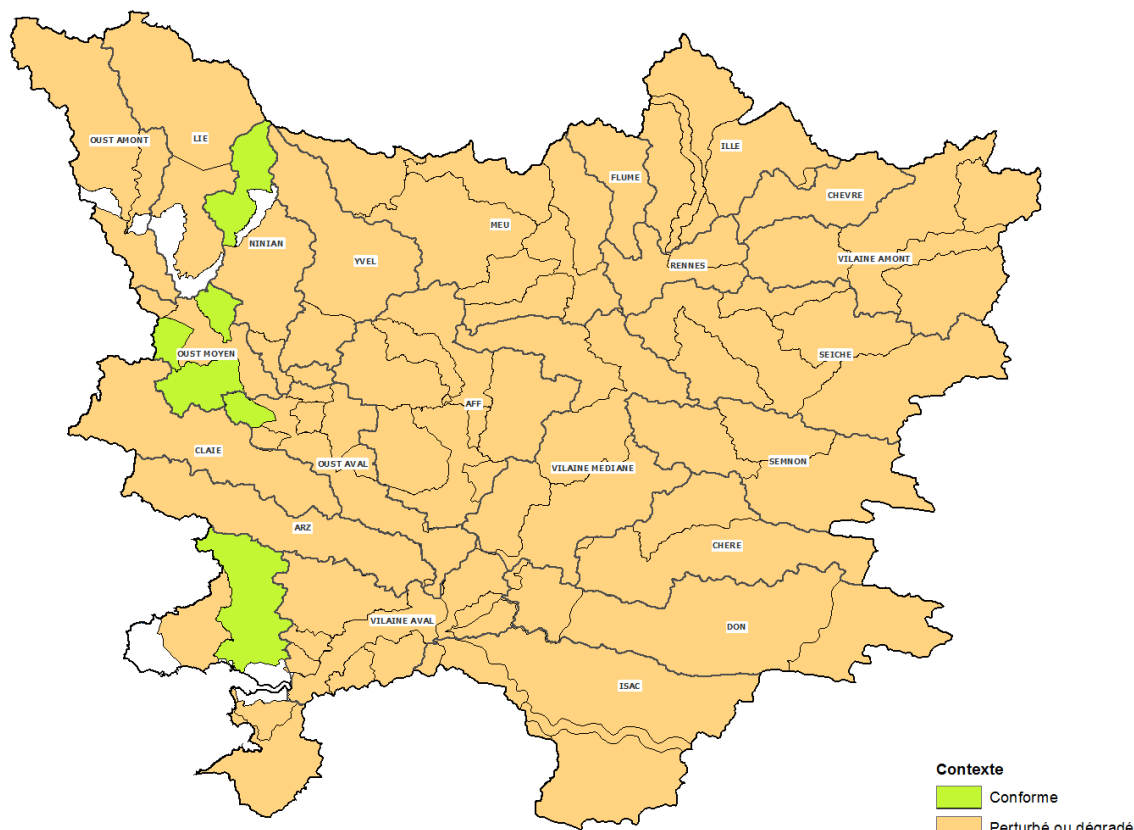 OUST AMONT
LIE
ILLE
FLUME
CHEVRE
MEU
NINIAN
YVEL
RENNES
VILAINE AMONT
OUST MOYEN
SEICHE
AFF
CLAIE
OUST AVAL
VILAINE MEDIANE
SEMNON
ARZ
CHERE
VILAINE AVAL
DON
ISAC
Contexte
Conforme
Perturbé ou dégradé